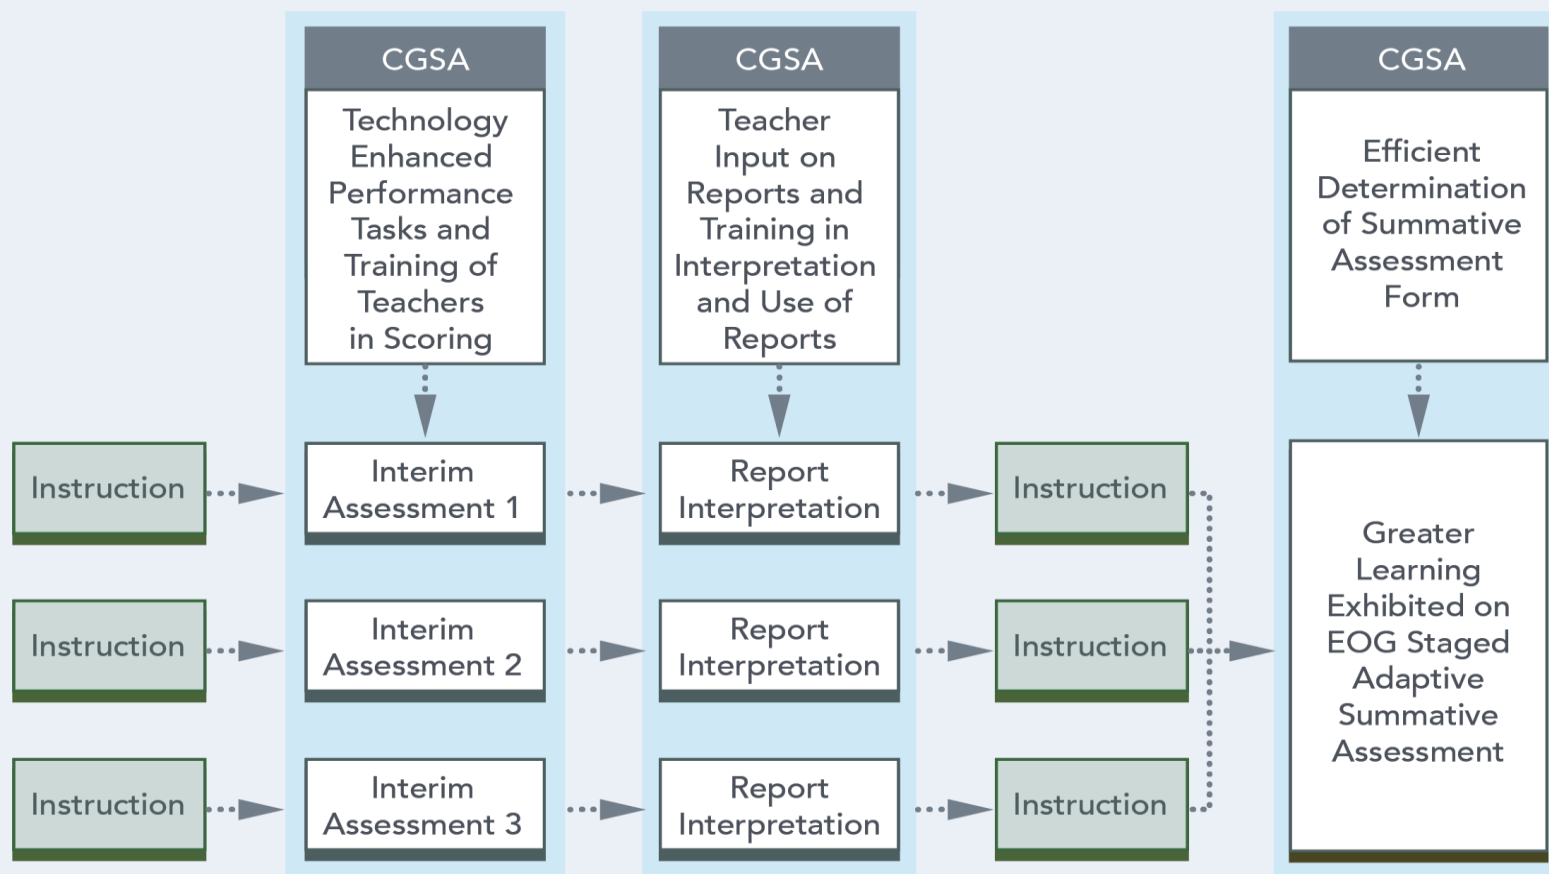 CGSA
Technology
Enhanced
Performance
Tasks and
Training of
Teachers
in Scoring
CGSA
Teacher
Input on
Reports and
Training in
Interpretation
and Use of
Reports
CGSA
Efficient
Determination
of Summative
Assessment
Form
Instruction
Interim
Assessment 1
Report
Interpretation
Instruction
Instruction
Interim
Assessment 2
Report
Interpretation
Instruction
Instruction
Interim
Assessment 3
Report
Interpretation
Instruction
Greater
Learning
Exhibited on
EOG Staged
Adaptive
Summative
Assessment